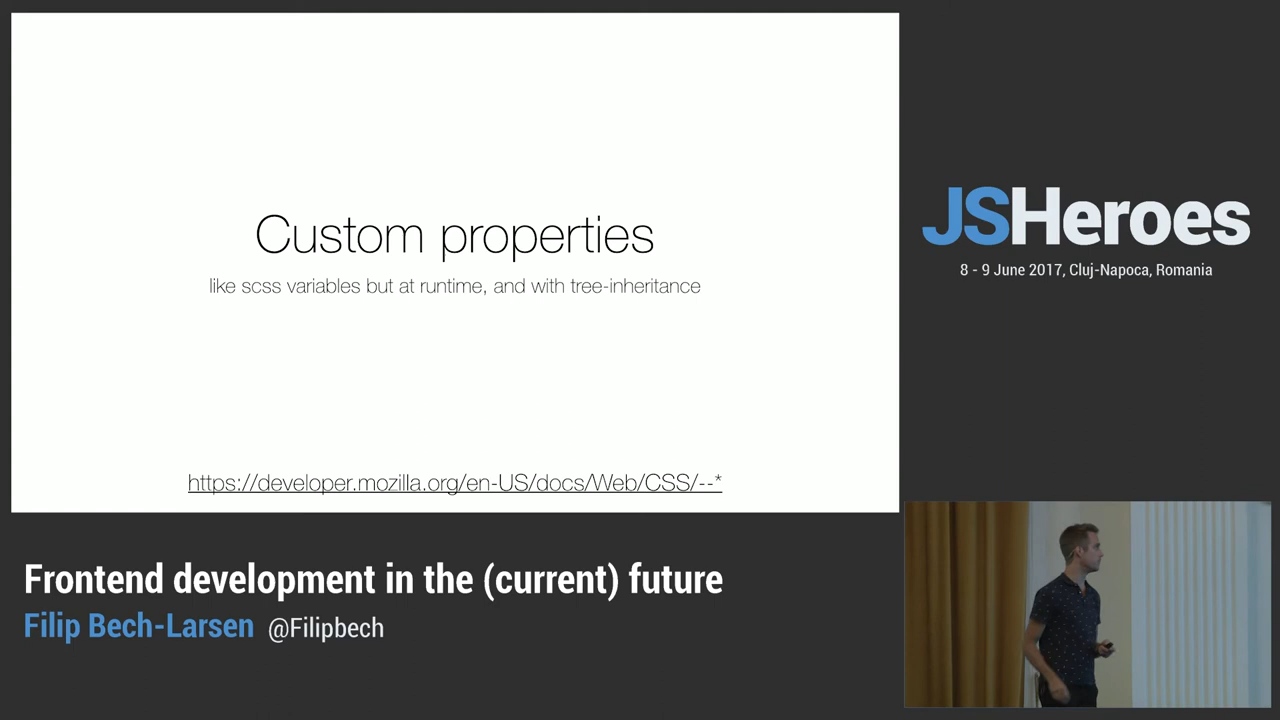 Custom properties
like scss variables but at runtime, and with tree-inheritance
https://developer.mozilla.org/en-US/docs/Web/CSS/--*
JSHeroes
8 - 9 June 2017, Cluj-Napoca, Romania
Frontend development in the (current) future
Filip Bech-Larsen @Filipbech